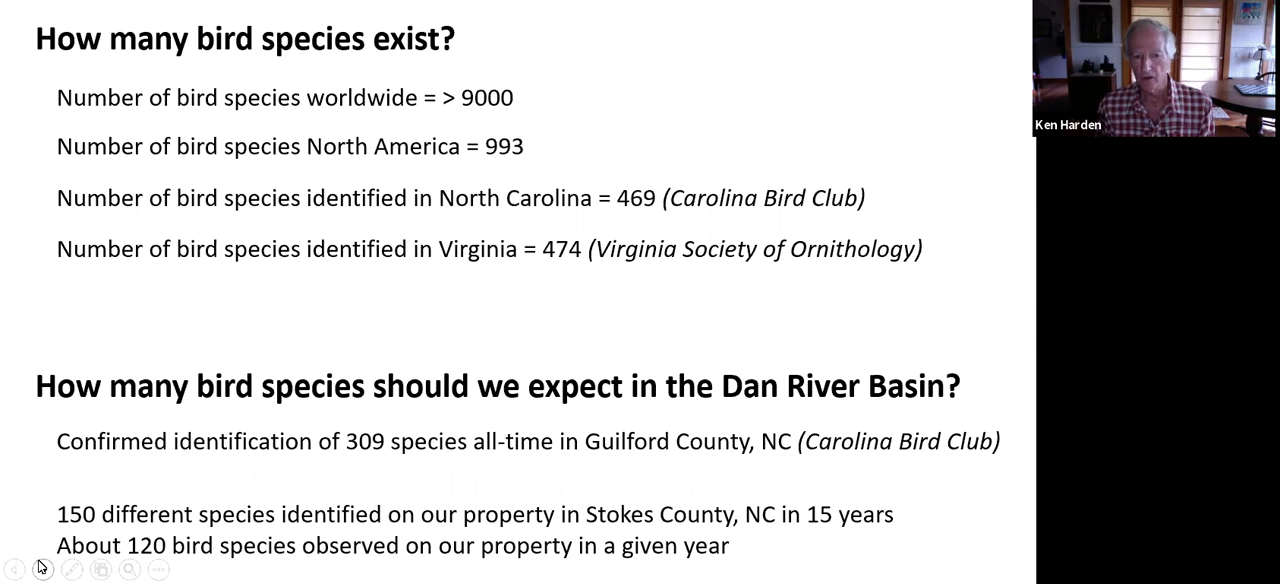 How many bird species exist?
Number of bird species worldwide = > 9000
Number of bird species North America = 993
Number of bird species identified in North Carolina = 469 (Carolina Bird Club)
Number of bird species identified in Virginia = 474 (Virginia Society of Ornithology)
How many bird species should we expect in the Dan River Basin?
Confirmed identification of 309 species all-time in Guilford County, NC (Carolina Bird Club)
150 different species identified on our property in Stokes County, NC in 15 years
About 120 bird species observed on our property in a given year
Ken Harden